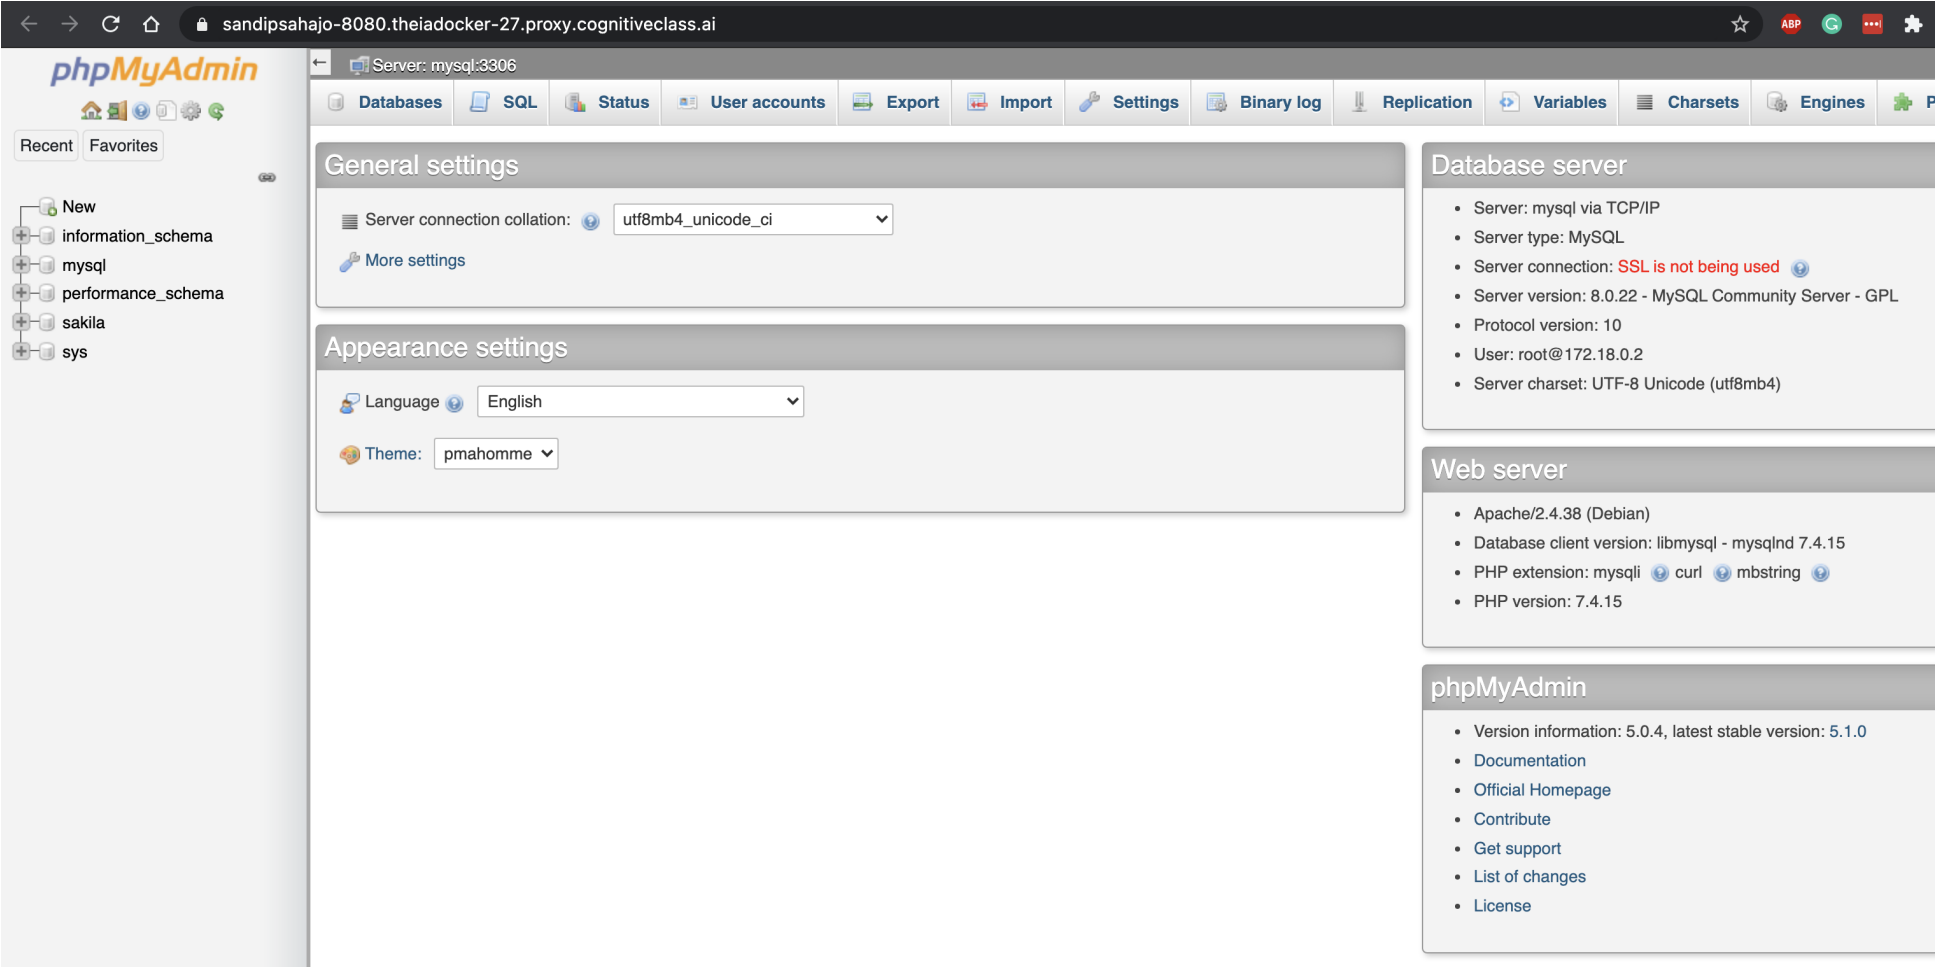 sandipsahajo-8080.theiadocker-27.proxy.cognitiveclass.ai
ABP
phpMyAdmin
Recent Favorites
New
information_schema
mysql
performance_schema
sakila
sys
Server: mysql:3306
Databases SQL Status User accounts Export Import Settings Binary log Replication Variables Charsets Engines P
General settings
Server connection collation: utf8mb4_unicode_ci
More settings
Appearance settings
Language English
Theme: pmahomme
Database server
Server: mysql via TCP/IP
Server type: MySQL
Server connection: SSL is not being used
Server version: 8.0.22 - MySQL Community Server - GPL
Protocol version: 10
User: root@172.18.0.2
Server charset: UTF-8 Unicode (utf8mb4)
Web server
Apache/2.4.38 (Debian)
Database client version: libmysql - mysqlnd 7.4.15
PHP extension: mysqli curl mbstring
PHP version: 7.4.15
phpMyAdmin
Version information: 5.0.4, latest stable version: 5.1.0
Documentation
Official Homepage
Contribute
Get support
List of changes
License